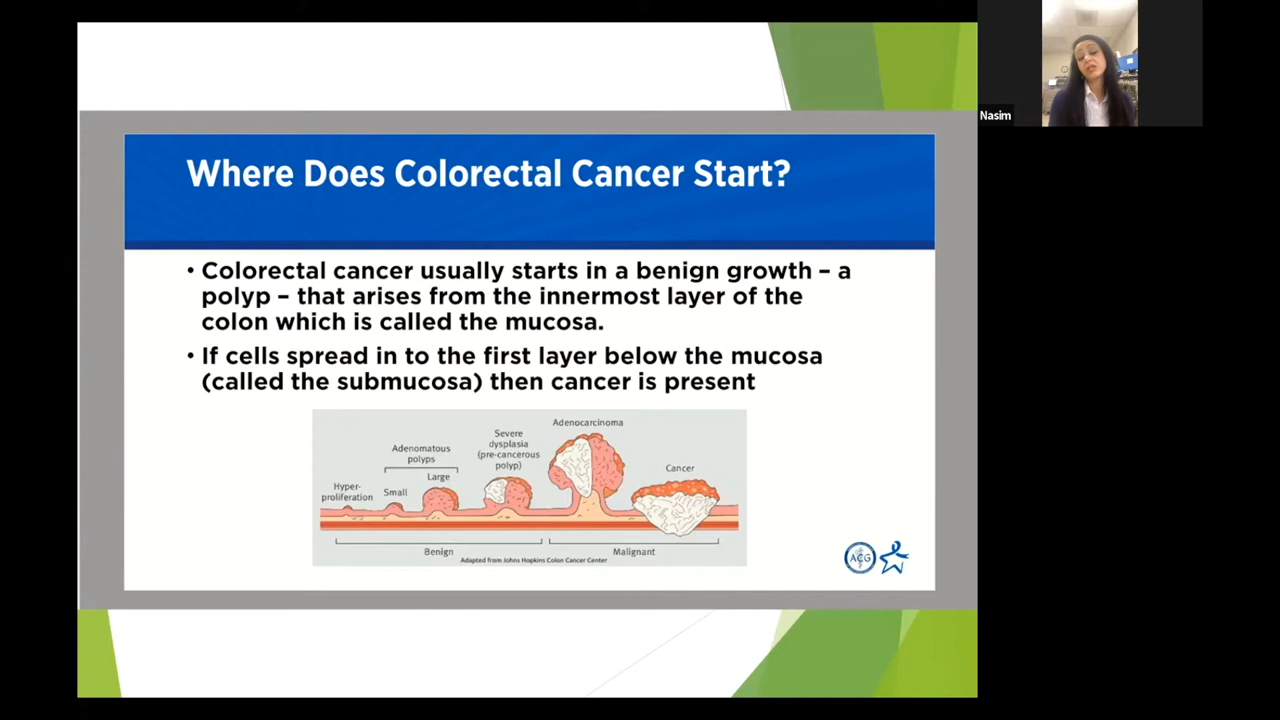 Nasim
Where Does Colorectal Cancer Start?
• Colorectal cancer usually starts in a benign growth – a
polyp – that arises from the innermost layer of the
colon which is called the mucosa.
• If cells spread in to the first layer below the mucosa
(called the submucosa) then cancer is present
Hyper-
proliferation
Adenomatous
polyps
Small
Large
Severe
dysplasia
(pre-cancerous
polyp)
Adenocarcinoma
Cancer
Benign
Malignant
Adapted from Johns Hopkins Colon Cancer Center
ACG